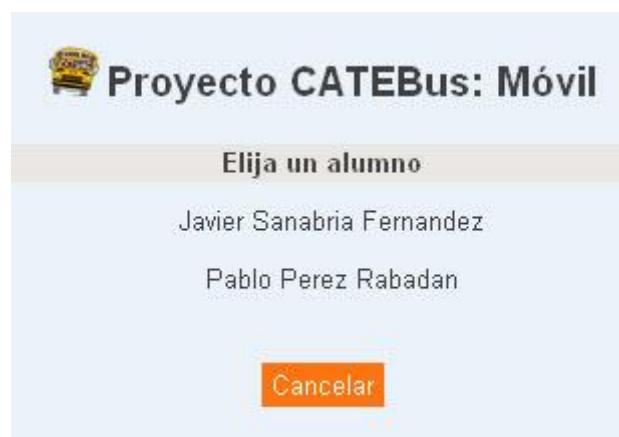 Proyecto CATEBus: Móvil
Elija un alumno
Javier Sanabria Fernandez
Pablo Perez Rabadan
Cancelar